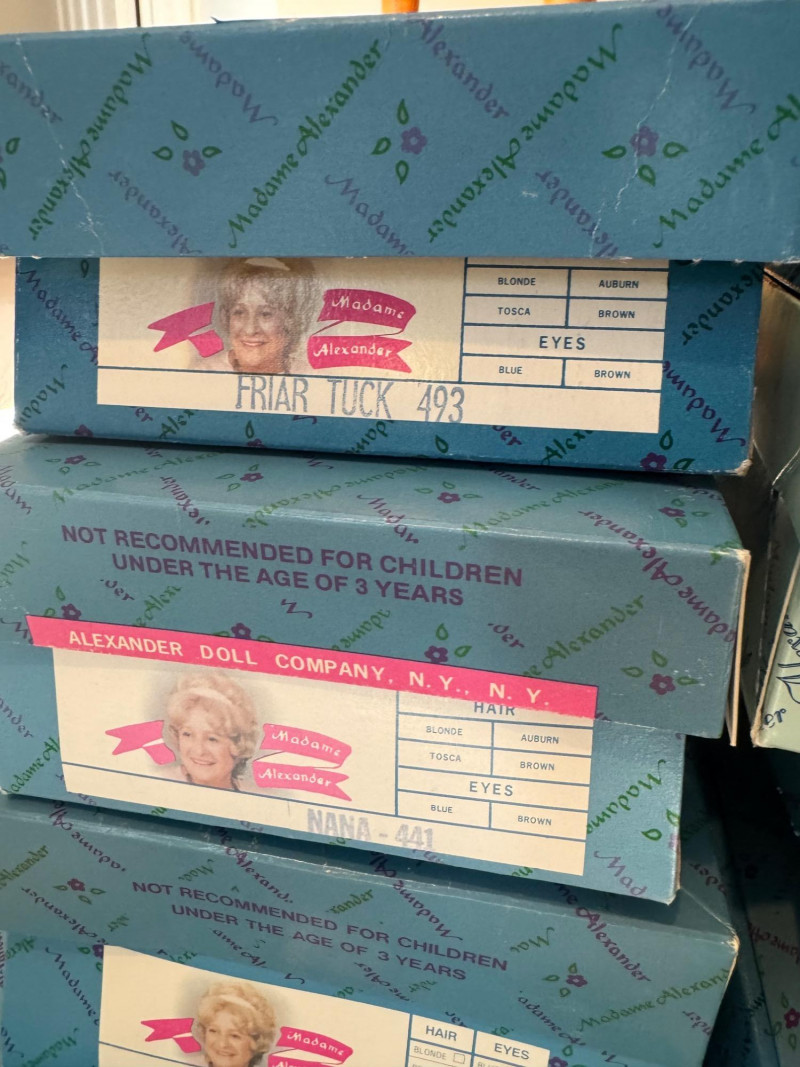 Madame Alexander
Madame Alexander
Madame Alexander
Madame
Alexander
BLONDE AUBURN
TOSCA BROWN
EYES
BLUE BROWN
FRIAR TUCK 493
NOT RECOMMENDED FOR CHILDREN
UNDER THE AGE OF 3 YEARS
ALEXANDER DOLL COMPANY, N. Y., N. Y.
HAIR
BLONDE AUBURN
TOSCA BROWN
Madame
Alexander
EYES
BLUE BROWN
NANA - 441
NOT RECOMMENDED FOR CHILDREN
UNDER THE AGE OF 3 YEARS
Madame
HAIR EYES
BLONDE